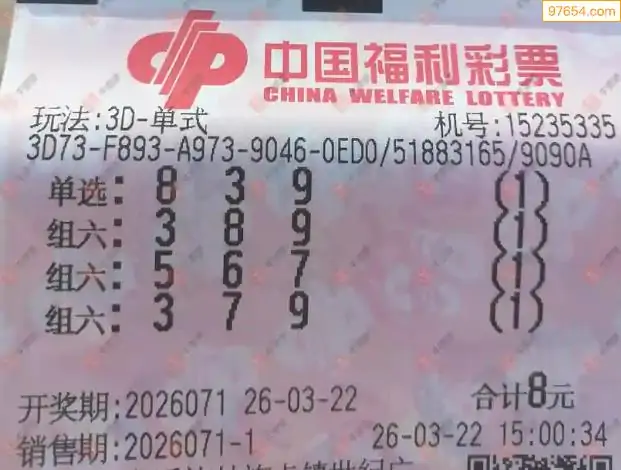 97654.com
中国福利彩票
CHINA WELFARE LOTTERY
玩法:3D-单式 机号:15235335
3D73-F893-A973-9046-0ED0/51883165/9090A
单选: 8 3 9 (1)
组六: 3 8 9 (1)
组六: 5 6 7 (1)
组六: 3 7 9 (1)
开奖期:2026071 26-03-22 合计8元
销售期:2026071-1 26-03-22 15:00:34